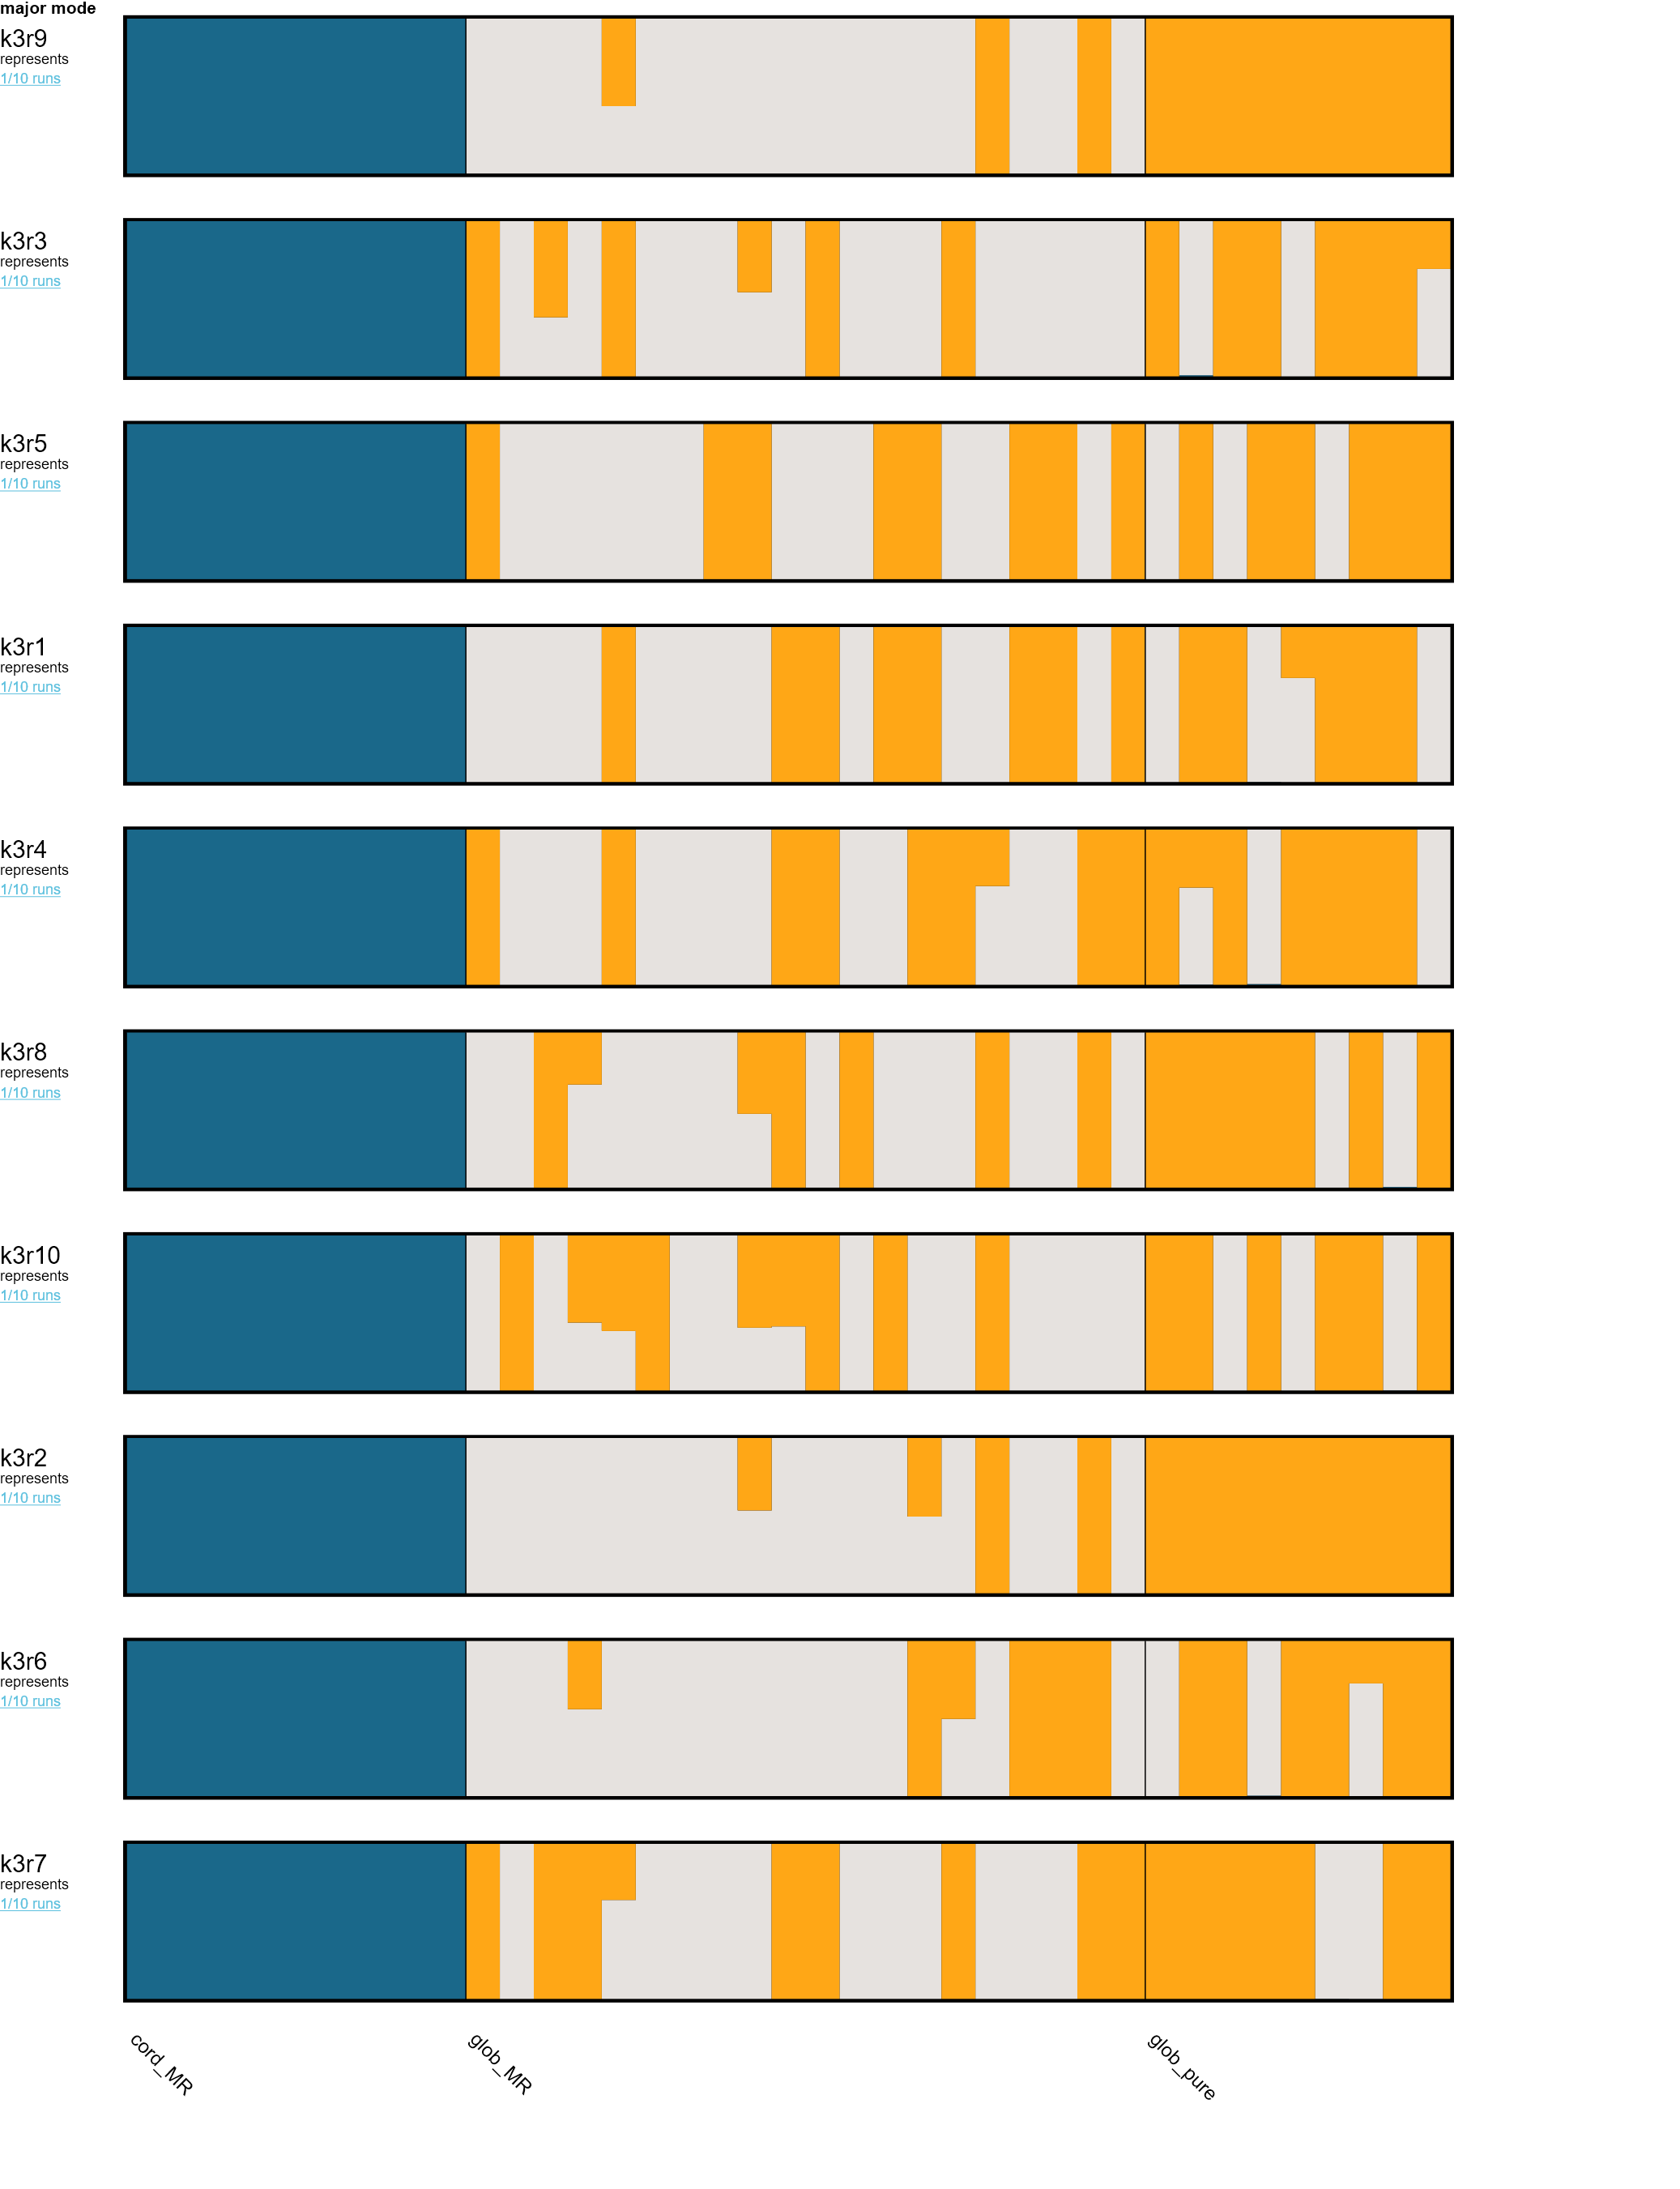 major mode
k3r9
represents
1/10 runs
k3r3
represents
1/10 runs
k3r5
represents
1/10 runs
k3r1
represents
1/10 runs
k3r4
represents
1/10 runs
k3r8
represents
1/10 runs
k3r10
represents
1/10 runs
k3r2
represents
1/10 runs
k3r6
represents
1/10 runs
k3r7
represents
1/10 runs
cord_MR
glob_MR
glob_pure